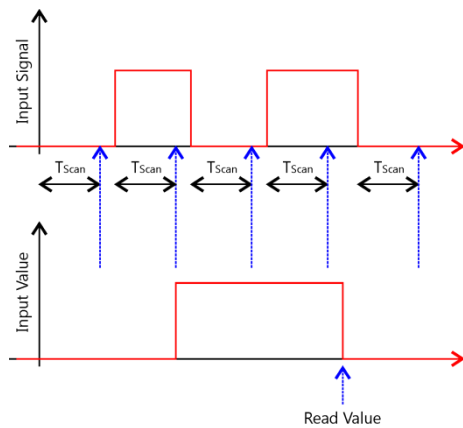 Input Signal
TScan
TScan
TScan
TScan
TScan
Input Value
Read Value